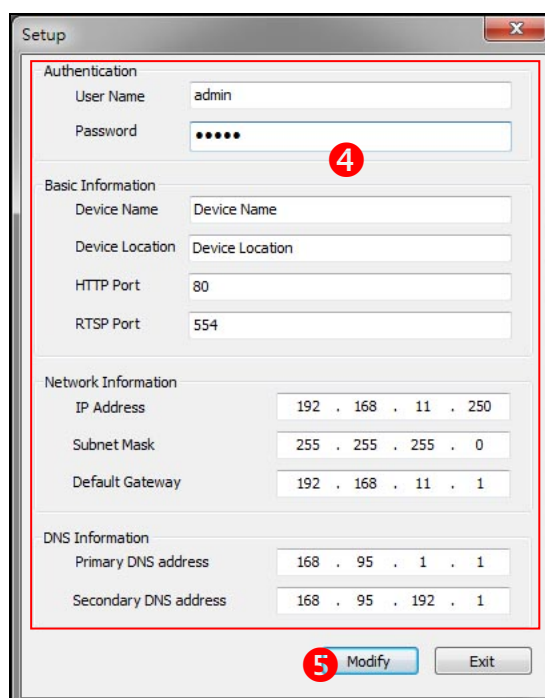 Setup
Authentication
User Name admin
Password •••••
4
Basic Information
Device Name Device Name
Device Location Device Location
HTTP Port 80
RTSP Port 554
Network Information
IP Address 192 . 168 . 11 . 250
Subnet Mask 255 . 255 . 255 . 0
Default Gateway 192 . 168 . 11 . 1
DNS Information
Primary DNS address 168 . 95 . 1 . 1
Secondary DNS address 168 . 95 . 192 . 1
5 Modify Exit